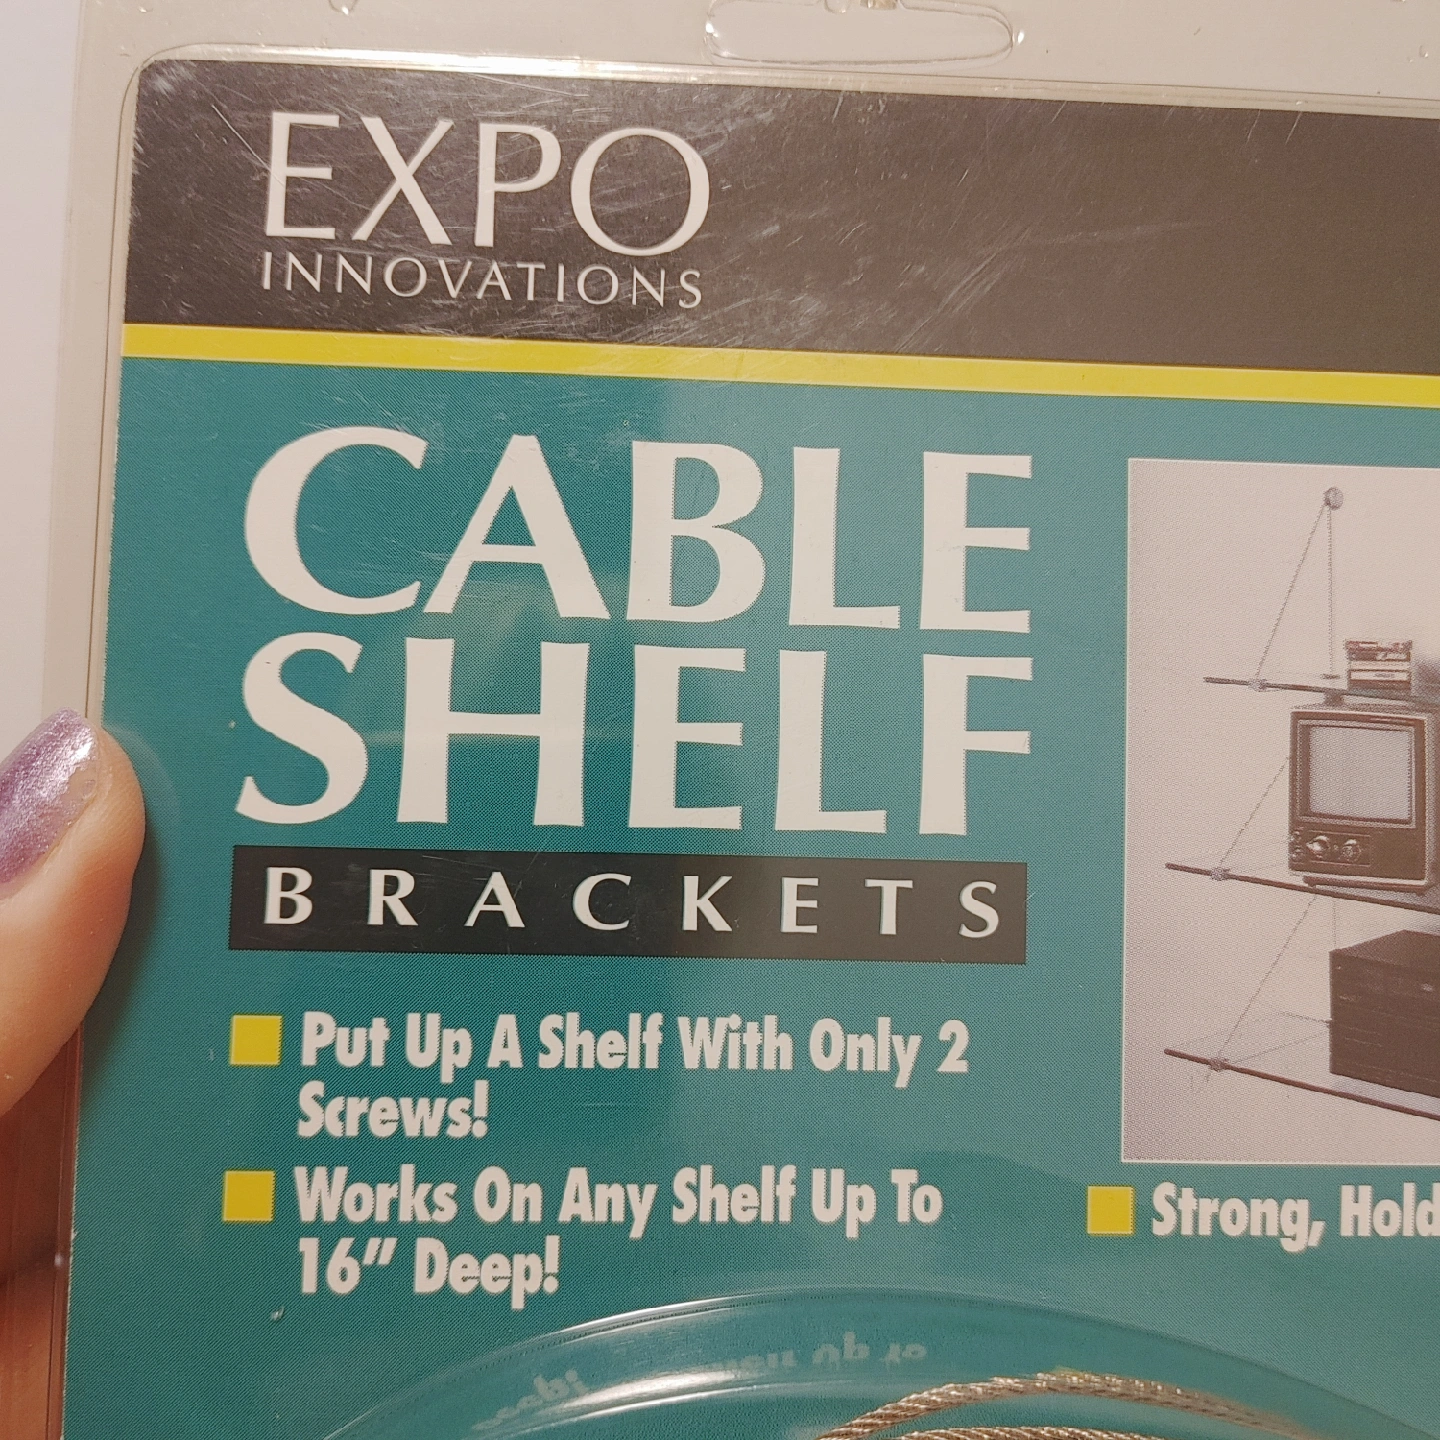 EXPO
INNOVATIONS
CABLE
SHELF
BRACKETS
Put Up A Shelf With Only 2
Screws!
Works On Any Shelf Up To
16" Deep!
Strong, Hold